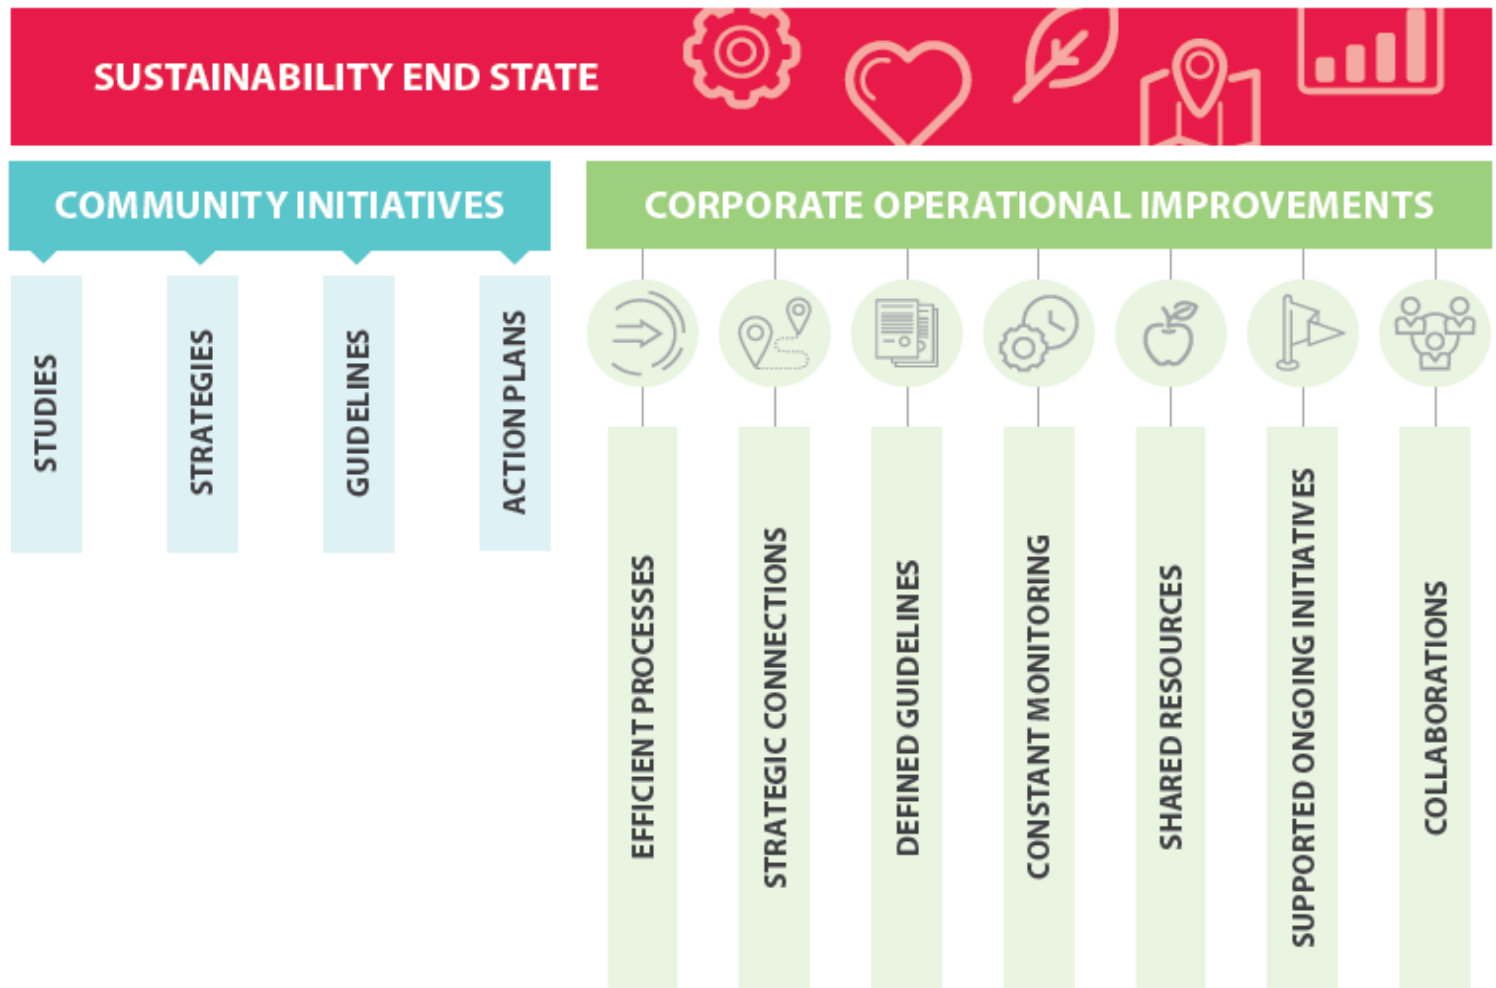 SUSTAINABILITY END STATE
COMMUNITY INITIATIVES
STUDIES
STRATEGIES
GUIDELINES
ACTION PLANS
CORPORATE OPERATIONAL IMPROVEMENTS
EFFICIENT PROCESSES
STRATEGIC CONNECTIONS
DEFINED GUIDELINES
CONSTANT MONITORING
SHARED RESOURCES
SUPPORTED ONGOING INITIATIVES
COLLABORATIONS